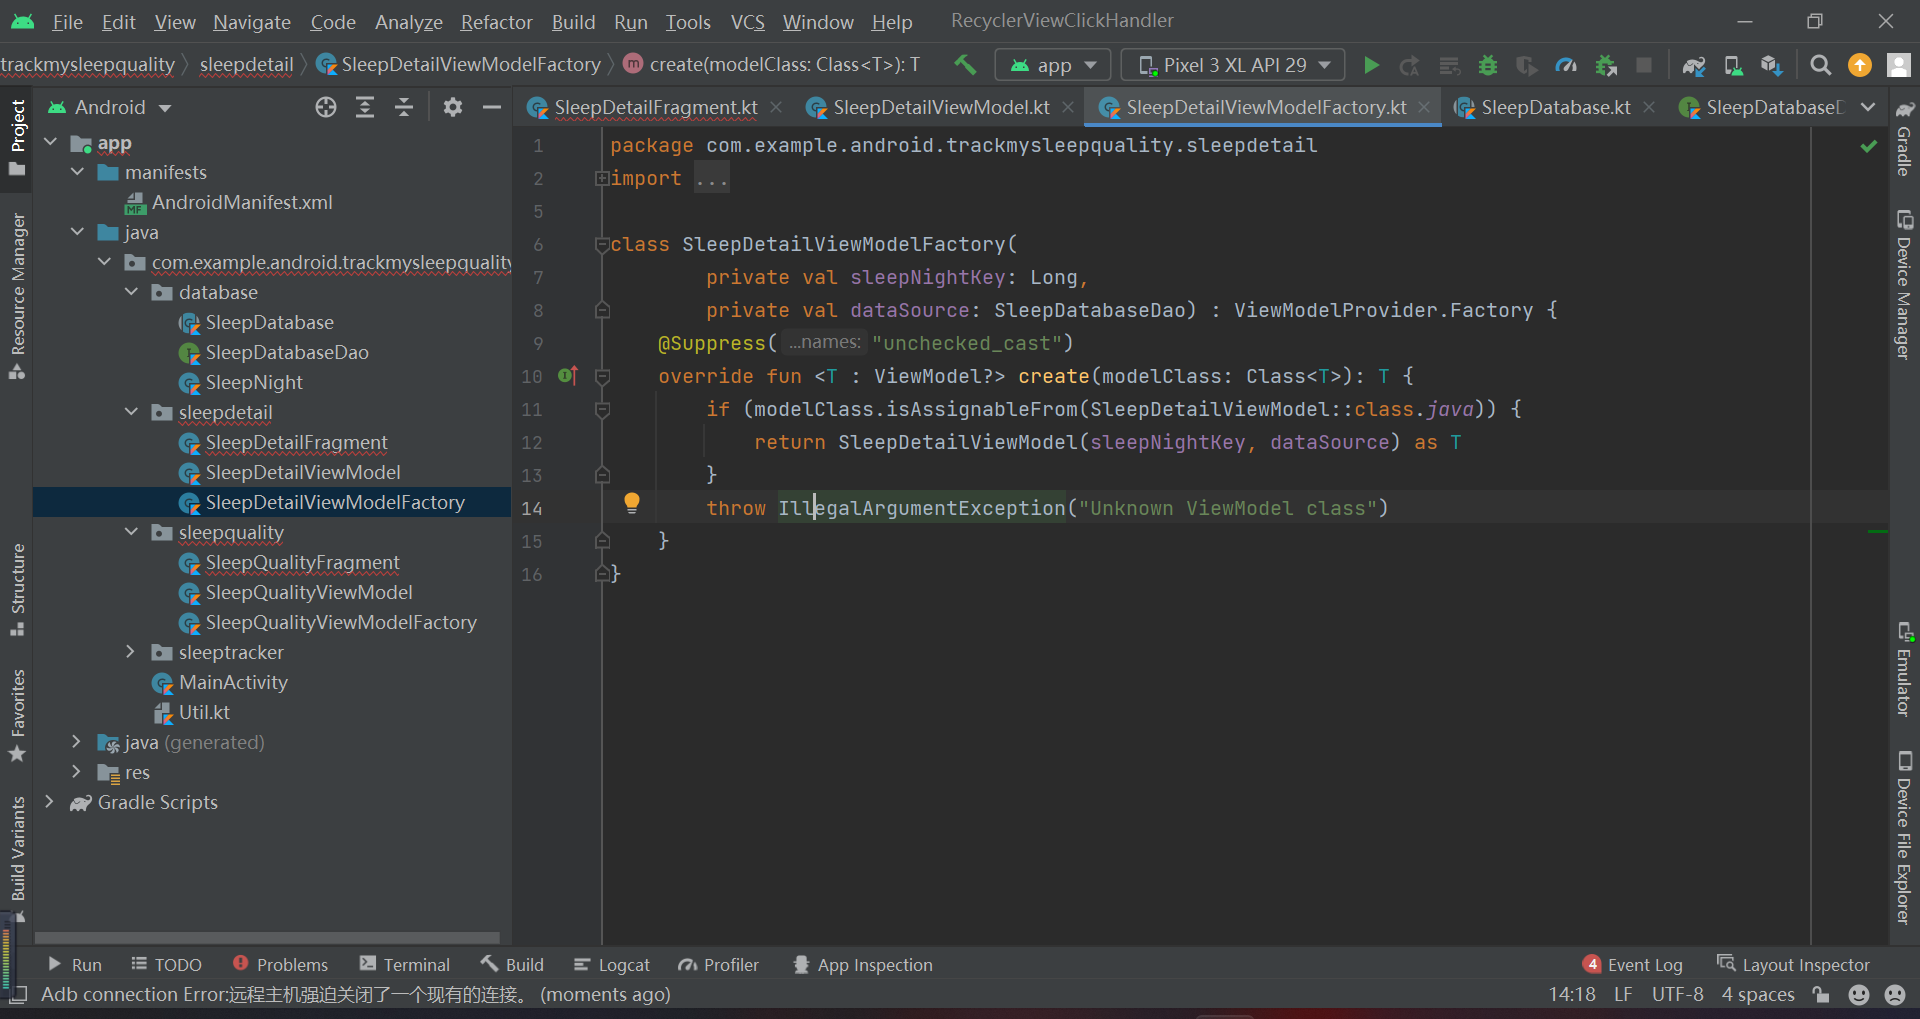 File Edit View Navigate Code Analyze Refactor Build Run Tools VCS Window Help RecyclerViewClickHandler
trackmysleepquality sleepdetail SleepDetailViewModelFactory create(modelClass: Class<T>): T app Pixel 3 XL API 29
Android
SleepDetailFragment.kt SleepDetailViewModel.kt SleepDetailViewModelFactory.kt SleepDatabase.kt SleepDatabaseD
Project
Resource Manager
Structure
Favorites
Build Variants
app
manifests
AndroidManifest.xml
java
com.example.android.trackmysleepquality
database
SleepDatabase
SleepDatabaseDao
SleepNight
sleepdetail
SleepDetailFragment
SleepDetailViewModel
SleepDetailViewModelFactory
sleepquality
SleepQualityFragment
SleepQualityViewModel
SleepQualityViewModelFactory
sleeptracker
MainActivity
Util.kt
java (generated)
res
Gradle Scripts
1 package com.example.android.trackmysleepquality.sleepdetail
2 import ...
5
6 class SleepDetailViewModelFactory(
7 private val sleepNightKey: Long,
8 private val dataSource: SleepDatabaseDao) : ViewModelProvider.Factory {
9 @Suppress( ...names: "unchecked_cast")
10 override fun <T : ViewModel?> create(modelClass: Class<T>): T {
11 if (modelClass.isAssignableFrom(SleepDetailViewModel::class.java)) {
12 return SleepDetailViewModel(sleepNightKey, dataSource) as T
13 }
14 throw IllegalArgumentException("Unknown ViewModel class")
15 }
16 }
Gradle
Device Manager
Emulator
Device File Explorer
Run TODO Problems Terminal Build Logcat Profiler App Inspection 4 Event Log Layout Inspector
Adb connection Error:远程主机强迫关闭了一个现有的连接。 (moments ago) 14:18 LF UTF-8 4 spaces